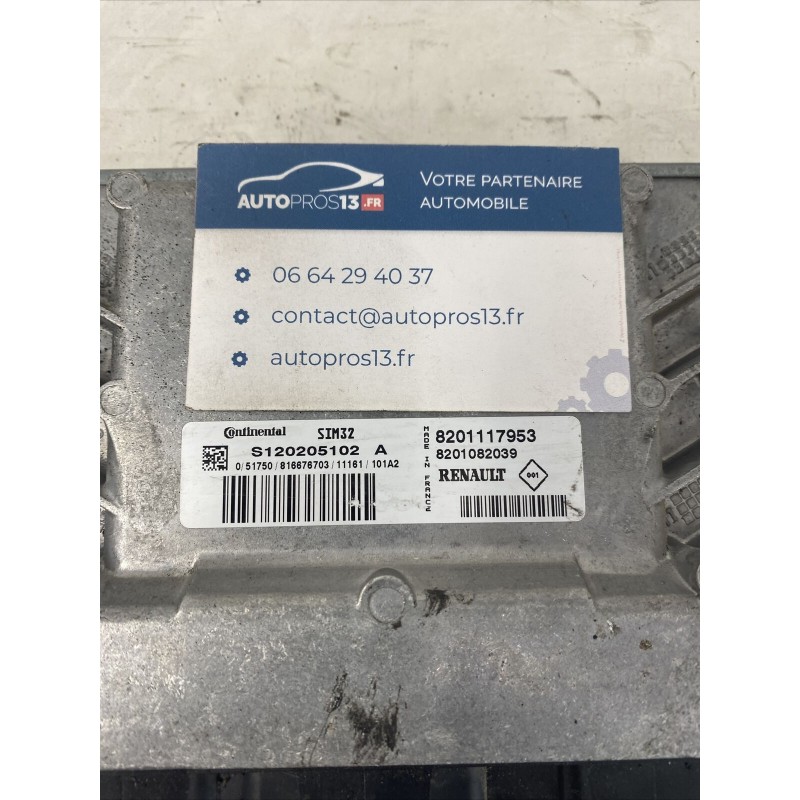 AUTOPROS13.FR
VOTRE PARTENAIRE
AUTOMOBILE
06 64 29 40 37
contact@autopros13.fr
autopros13.fr
Continental SIM32
S120205102 A
0/51750/816676703/11161/101A2
MADE IN FRANCE
8201117953
8201082039
RENAULT 001